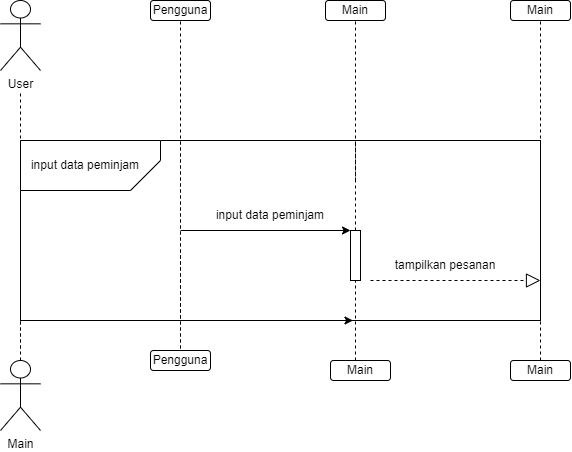 Pengguna
Main
Main
User
input data peminjam
input data peminjam
tampilkan pesanan
Pengguna
Main
Main
Main